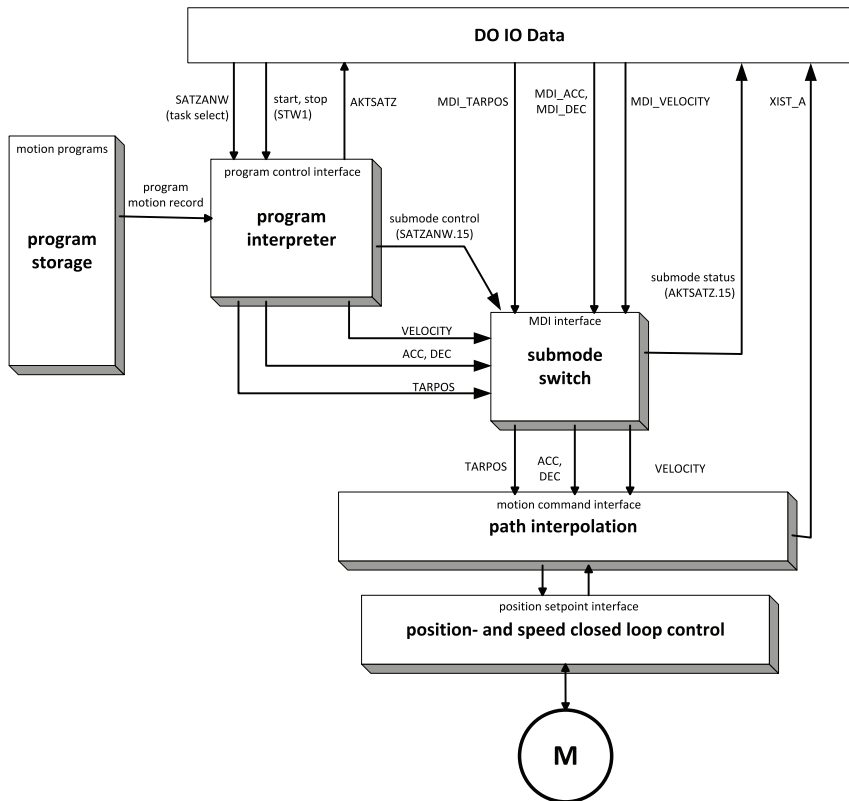 DO IO Data
SATZANW
(task select)
start, stop
(STW1)
AKTSATZ
MDI_TARPOS
MDI_ACC,
MDI_DEC
MDI_VELOCITY
XIST_A
motion programs
program
storage
program
motion record
program control interface
program
interpreter
submode control
(SATZANW.15)
submode status
(AKTSATZ.15)
VELOCITY
ACC, DEC
TARPOS
MDI interface
submode
switch
TARPOS
ACC,
DEC
VELOCITY
motion command interface
path interpolation
position setpoint interface
position- and speed closed loop control
M